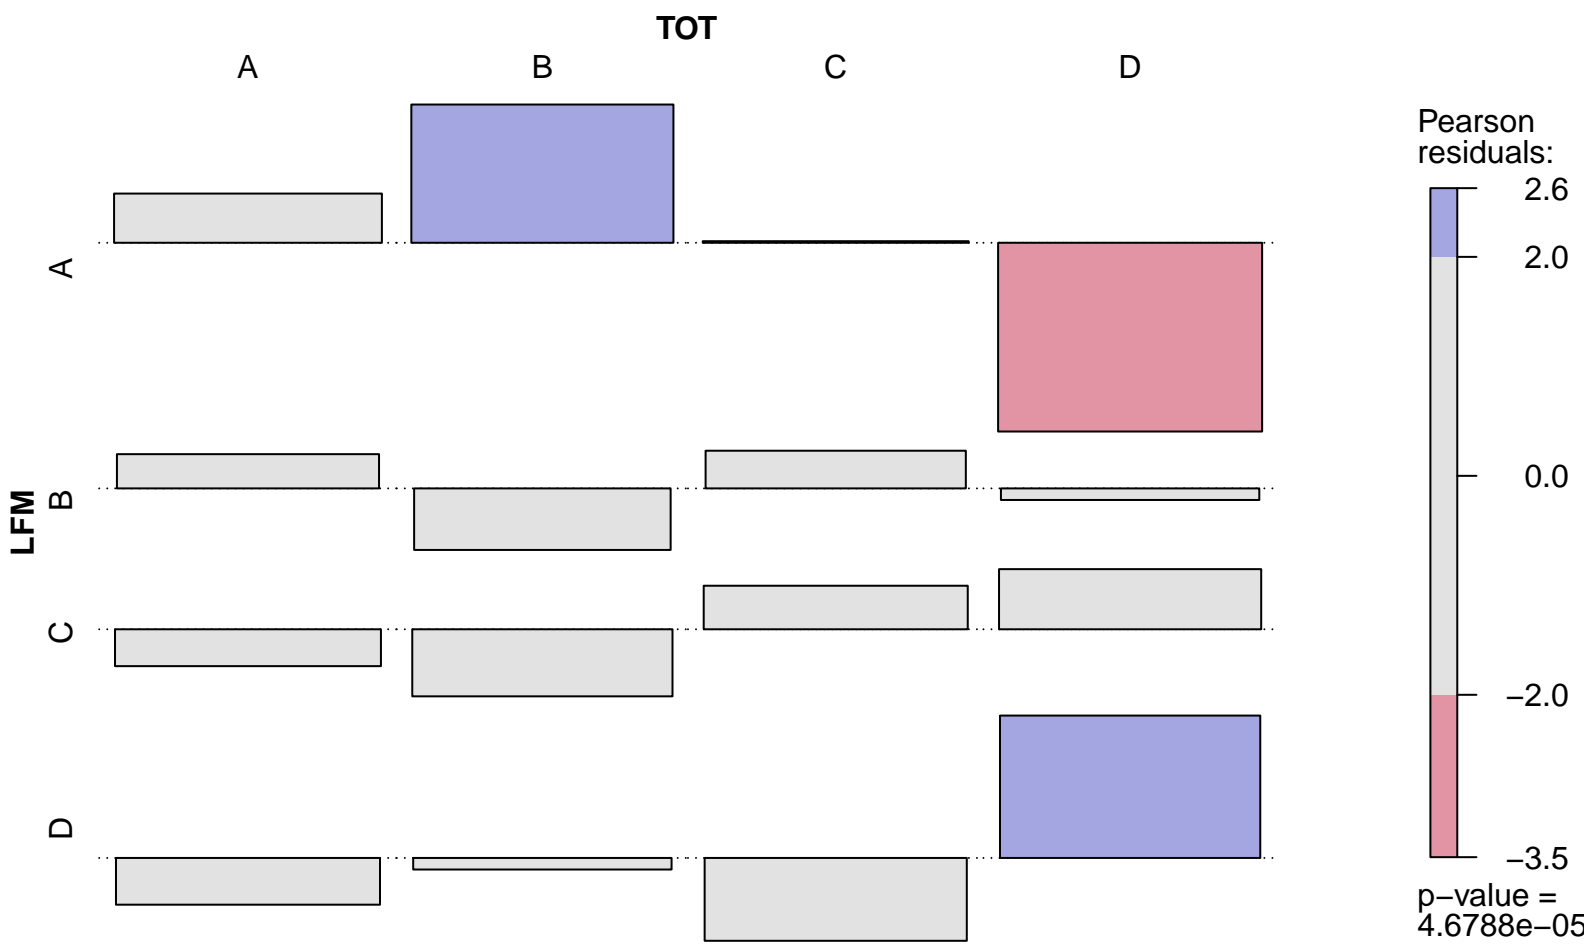 TOT
A B C D
LFM
A
B
C
D
Pearson
residuals:
2.6
2.0
0.0
−2.0
−3.5
p−value =
4.6788e−05